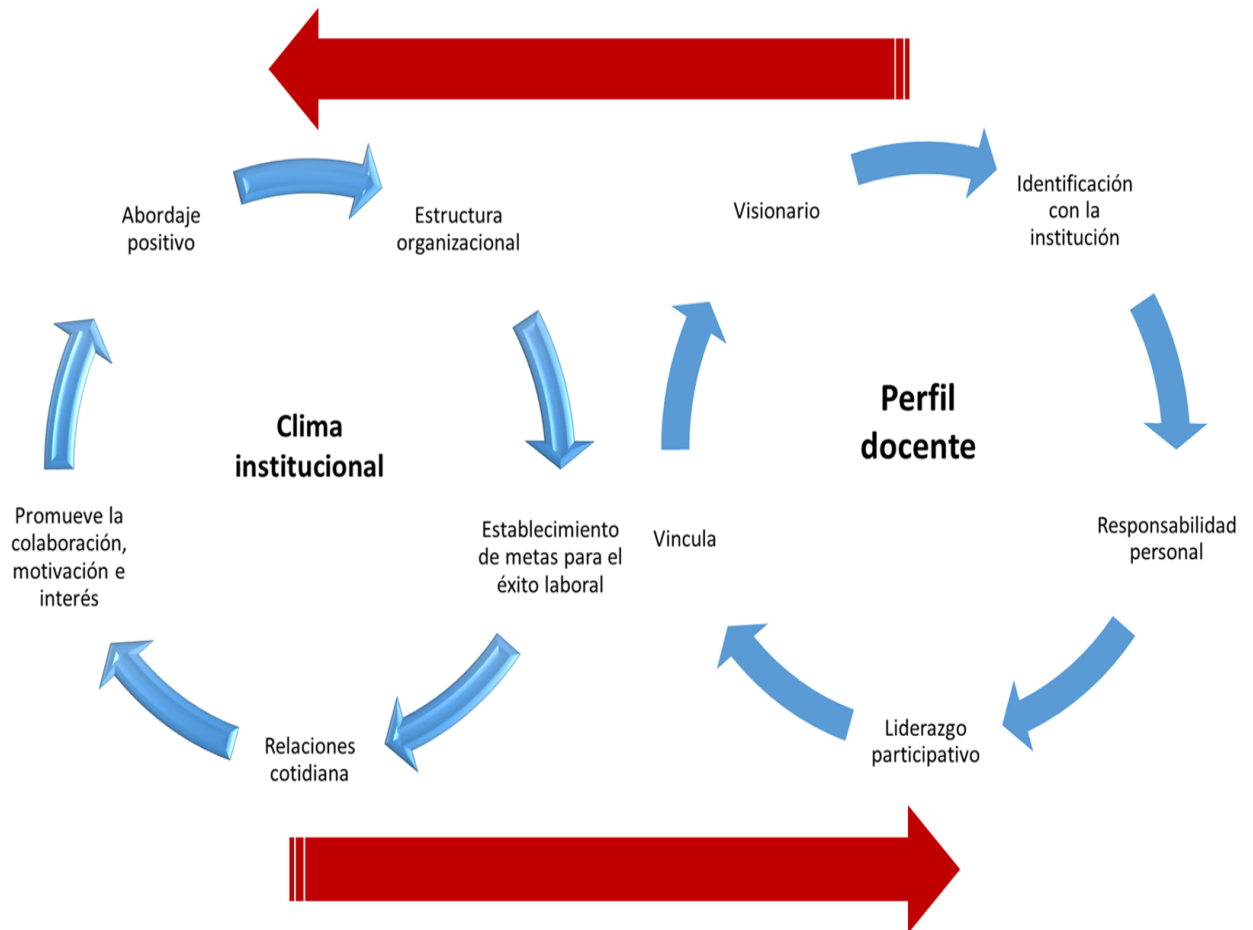 Abordaje
positivo
Estructura
organizacional
Establecimiento
de metas para el
éxito laboral
Relaciones
cotidiana
Promueve la
colaboración,
motivación e
interés
Clima
institucional
Visionario
Identificación
con la
institución
Responsabilidad
personal
Liderazgo
participativo
Vincula
Perfil
docente